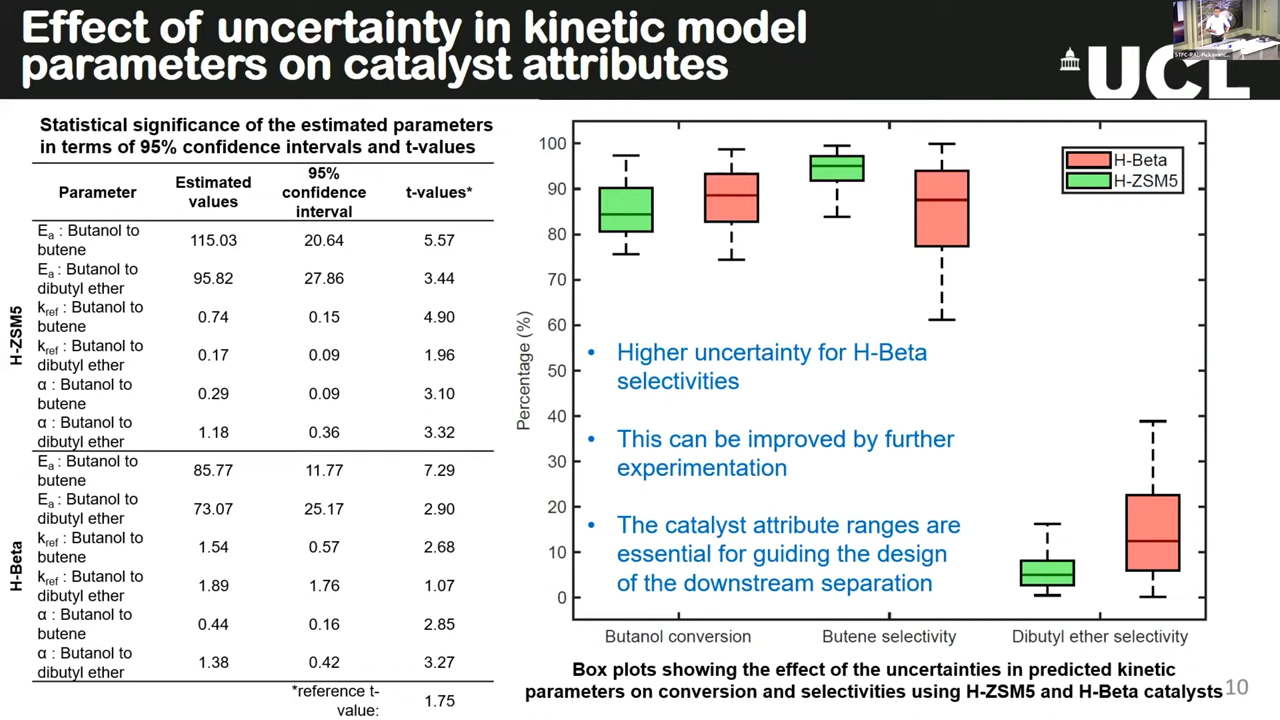 Effect of uncertainty in kinetic model
parameters on catalyst attributes
UCL
Statistical significance of the estimated parameters
in terms of 95% confidence intervals and t-values
Parameter
Estimated
values
95%
confidence
interval
t-values*
H-ZSM5
Ea : Butanol to
butene
115.03
20.64
5.57
Ea : Butanol to
dibutyl ether
95.82
27.86
3.44
kref : Butanol to
butene
0.74
0.15
4.90
kref : Butanol to
dibutyl ether
0.17
0.09
1.96
α : Butanol to
butene
0.29
0.09
3.10
α : Butanol to
dibutyl ether
1.18
0.36
3.32
H-Beta
Ea : Butanol to
butene
85.77
11.77
7.29
Ea : Butanol to
dibutyl ether
73.07
25.17
2.90
kref : Butanol to
butene
1.54
0.57
2.68
kref : Butanol to
dibutyl ether
1.89
1.76
1.07
α : Butanol to
butene
0.44
0.16
2.85
α : Butanol to
dibutyl ether
1.38
0.42
3.27
*reference t-
value:
1.75
Percentage (%)
100
90
80
70
60
50
40
30
20
10
0
H-Beta
H-ZSM5
• Higher uncertainty for H-Beta
selectivities
• This can be improved by further
experimentation
• The catalyst attribute ranges are
essential for guiding the design
of the downstream separation
Butanol conversion
Butene selectivity
Dibutyl ether selectivity
Box plots showing the effect of the uncertainties in predicted kinetic
parameters on conversion and selectivities using H-ZSM5 and H-Beta catalysts
10